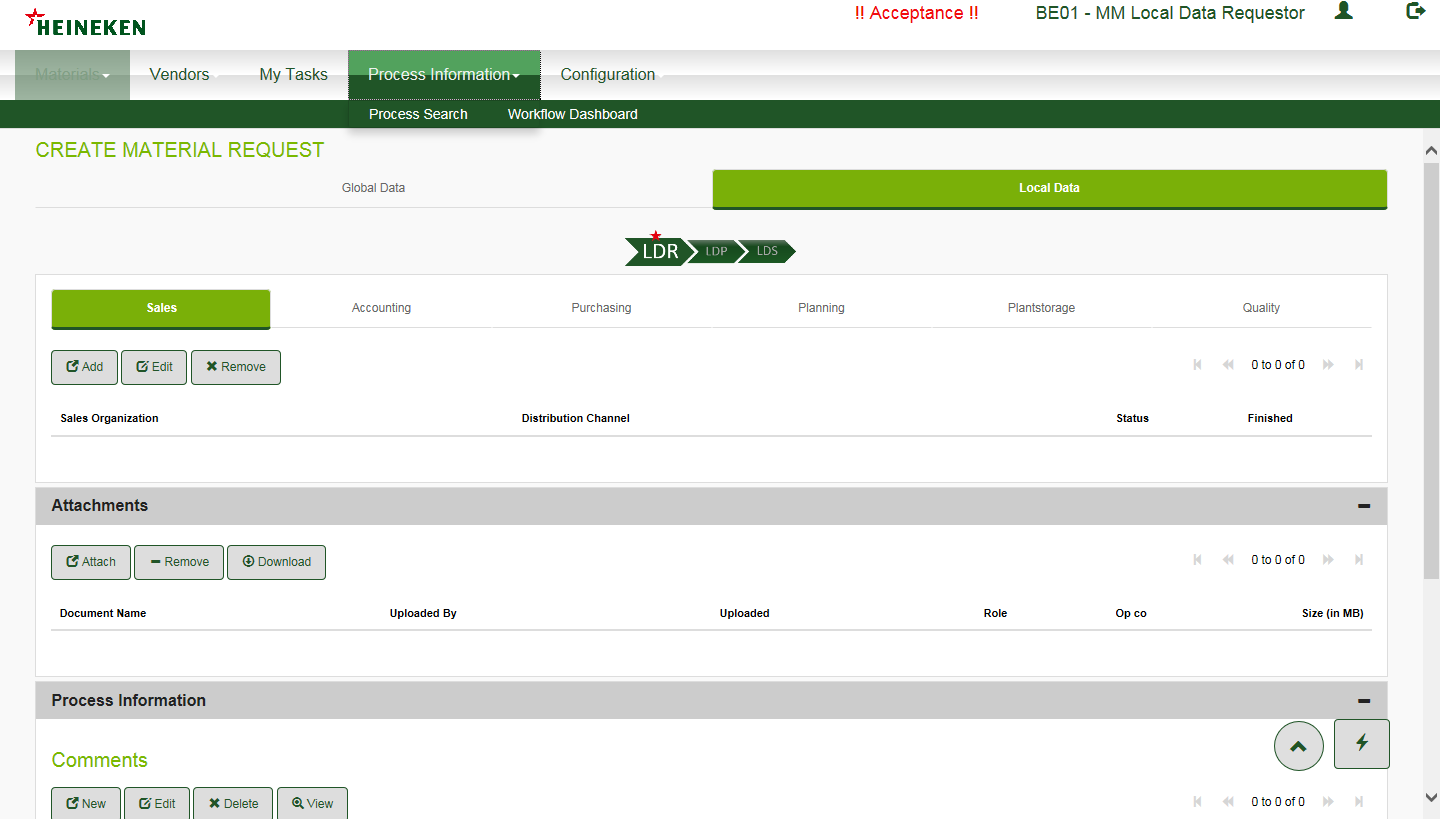 HEINEKEN
!! Acceptance !! BE01 - MM Local Data Requestor
Materials Vendors My Tasks Process Information Configuration
Process Search Workflow Dashboard
CREATE MATERIAL REQUEST
Global Data Local Data
LDR LDP LDS
Sales Accounting Purchasing Planning Plantstorage Quality
Add Edit Remove 0 to 0 of 0
Sales Organization Distribution Channel Status Finished
Attachments
Attach Remove Download 0 to 0 of 0
Document Name Uploaded By Uploaded Role Op co Size (in MB)
Process Information
Comments
New Edit Delete View 0 to 0 of 0